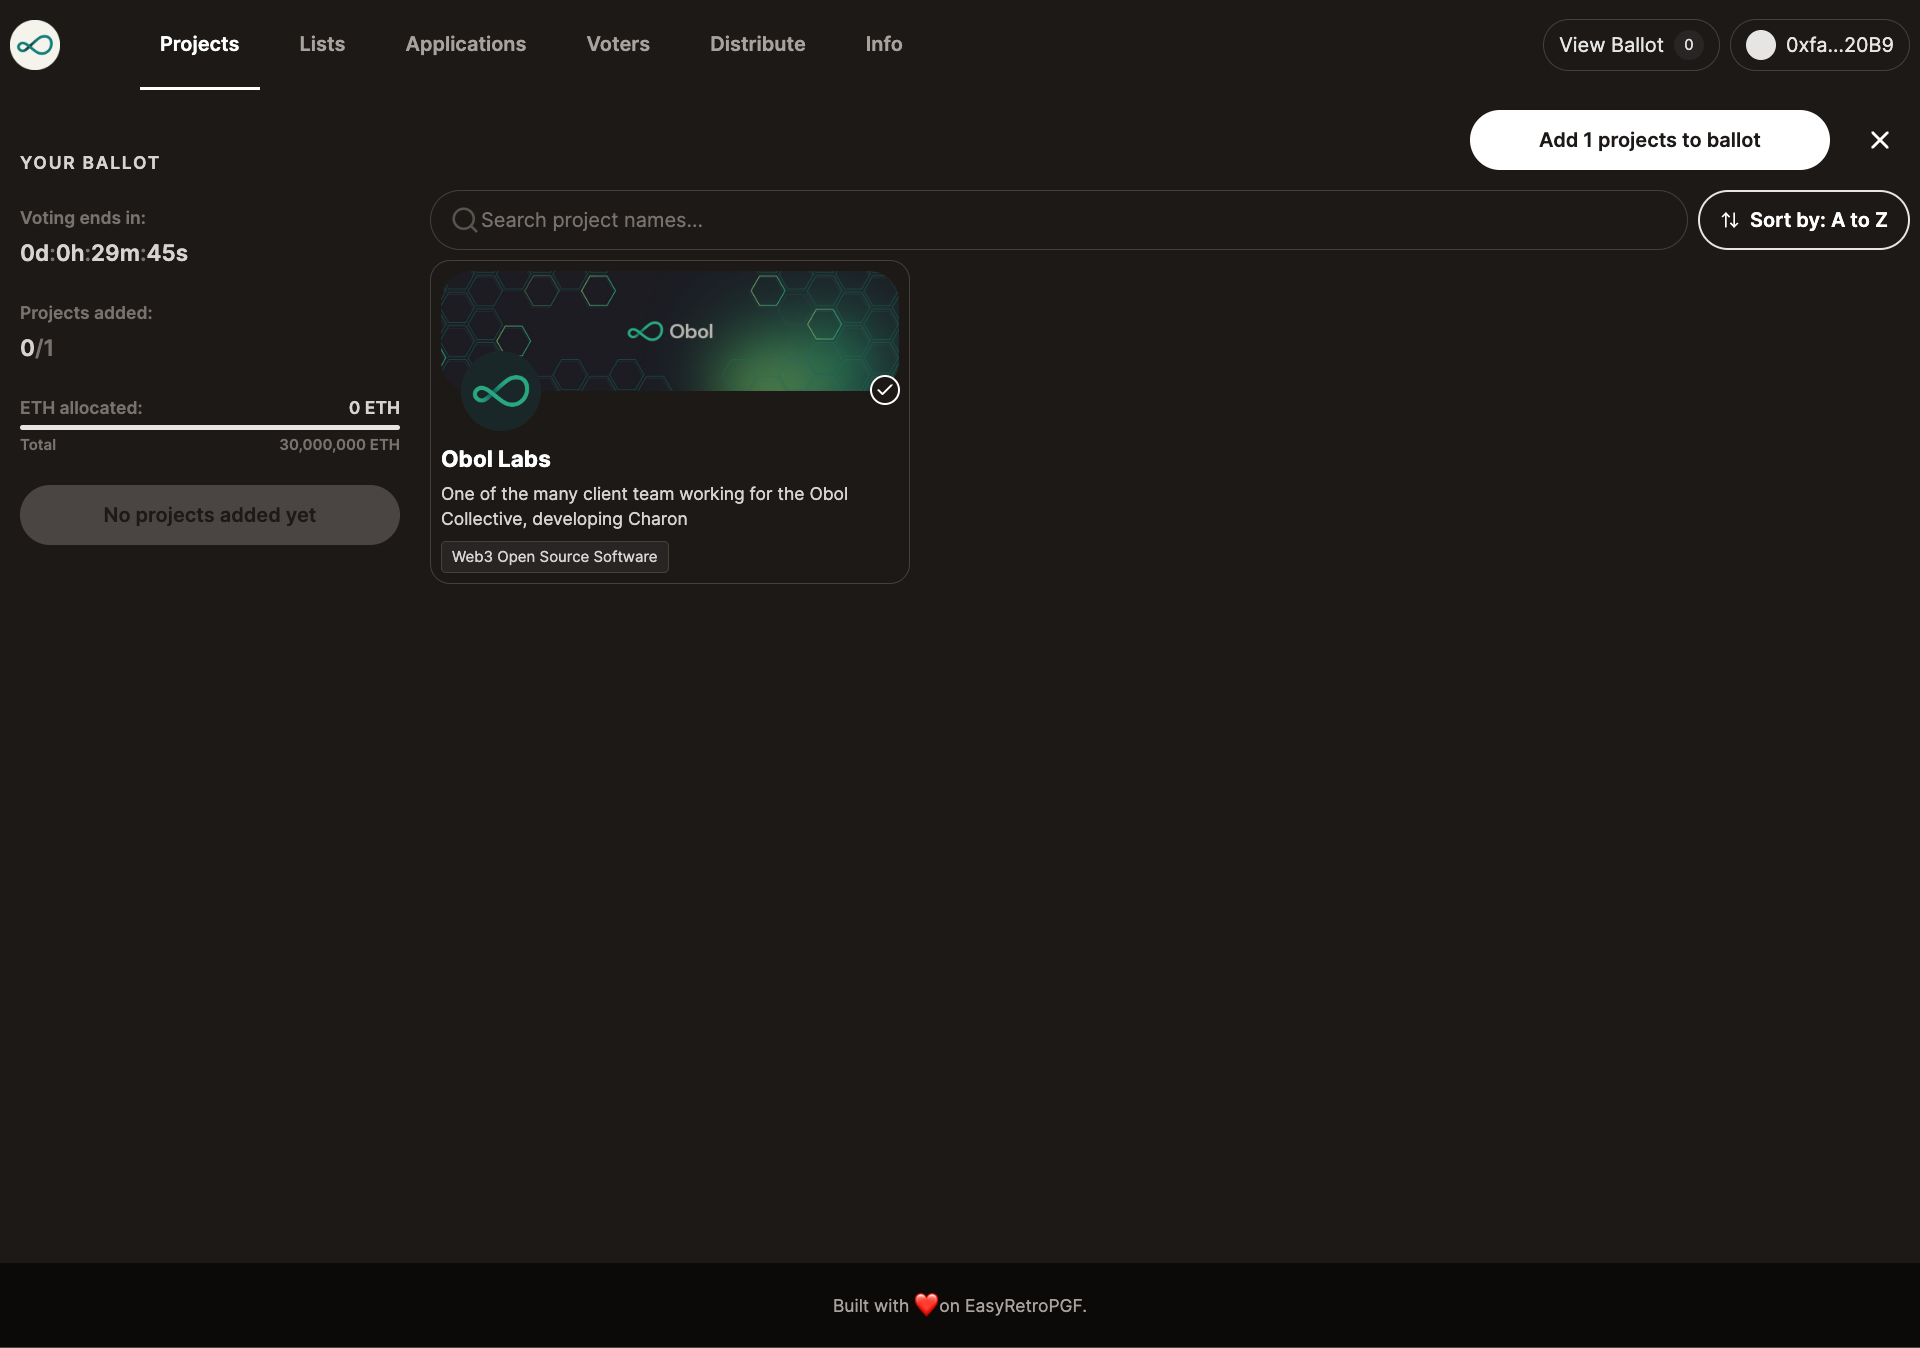 Projects
Lists
Applications
Voters
Distribute
Info
View Ballot 0
0xfa...20B9
Add 1 projects to ballot
YOUR BALLOT
Voting ends in:
0d:0h:29m:45s
Projects added:
0/1
ETH allocated: 0 ETH
Total 30,000,000 ETH
No projects added yet
Search project names...
Sort by: A to Z
Obol
Obol Labs
One of the many client team working for the Obol
Collective, developing Charon
Web3 Open Source Software
Built with ❤️on EasyRetroPGF.